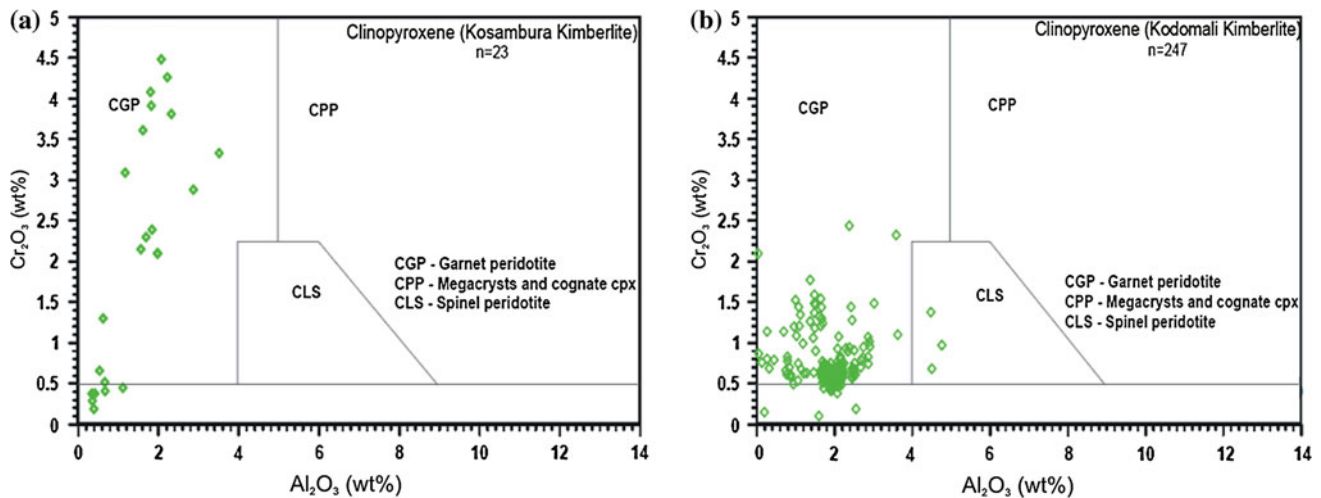 (a)
Clinopyroxene (Kosambura Kimberlite)
n=23
CGP
CPP
CLS
CGP - Garnet peridotite
CPP - Megacrysts and cognate cpx
CLS - Spinel peridotite
5
4.5
4
3.5
3
2.5
2
1.5
1
0.5
0
Cr₂O₃ (wt%)
0 2 4 6 8 10 12 14
Al₂O₃ (wt%)
(b)
Clinopyroxene (Kodomali Kimberlite)
n=247
CGP
CPP
CLS
CGP - Garnet peridotite
CPP - Megacrysts and cognate cpx
CLS - Spinel peridotite
5
4.5
4
3.5
3
2.5
2
1.5
1
0.5
0
Cr₂O₃ (wt%)
0 2 4 6 8 10 12 14
Al₂O₃ (wt%)